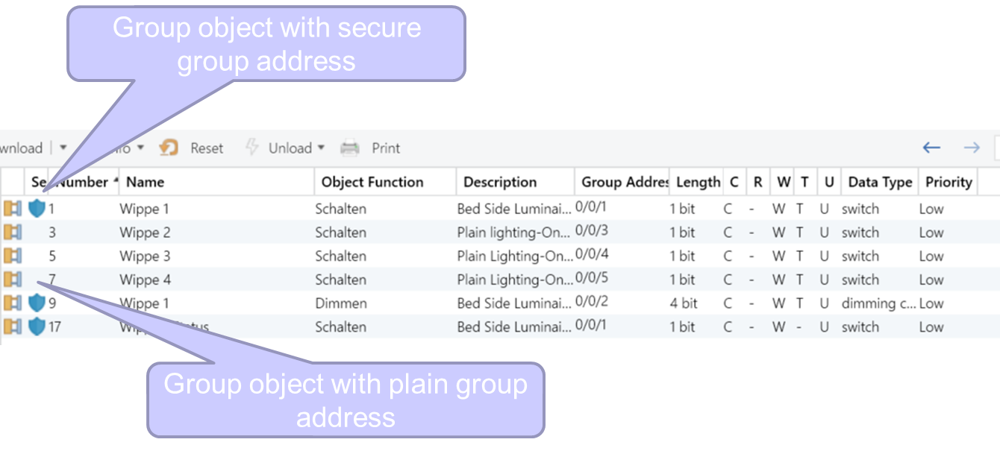 Group object with secure
group address
wnload Reset Unload Print
Se Number Name Object Function Description Group Addres Length C R W T U Data Type Priority
1 Wippe 1 Schalten Bed Side Luminai... 0/0/1 1 bit C - W T U switch Low
3 Wippe 2 Schalten Plain lighting-On... 0/0/3 1 bit C - W T U switch Low
5 Wippe 3 Schalten Plain Lighting-On... 0/0/4 1 bit C - W T U switch Low
7 Wippe 4 Schalten Plain Lighting-On... 0/0/5 1 bit C - W T U switch Low
9 Wippe 1 Dimmen Bed Side Luminai... 0/0/2 4 bit C - W T U dimming c... Low
17 Schalten Bed Side Luminai... 0/0/1 1 bit C - W - U switch Low
Group object with plain group
address